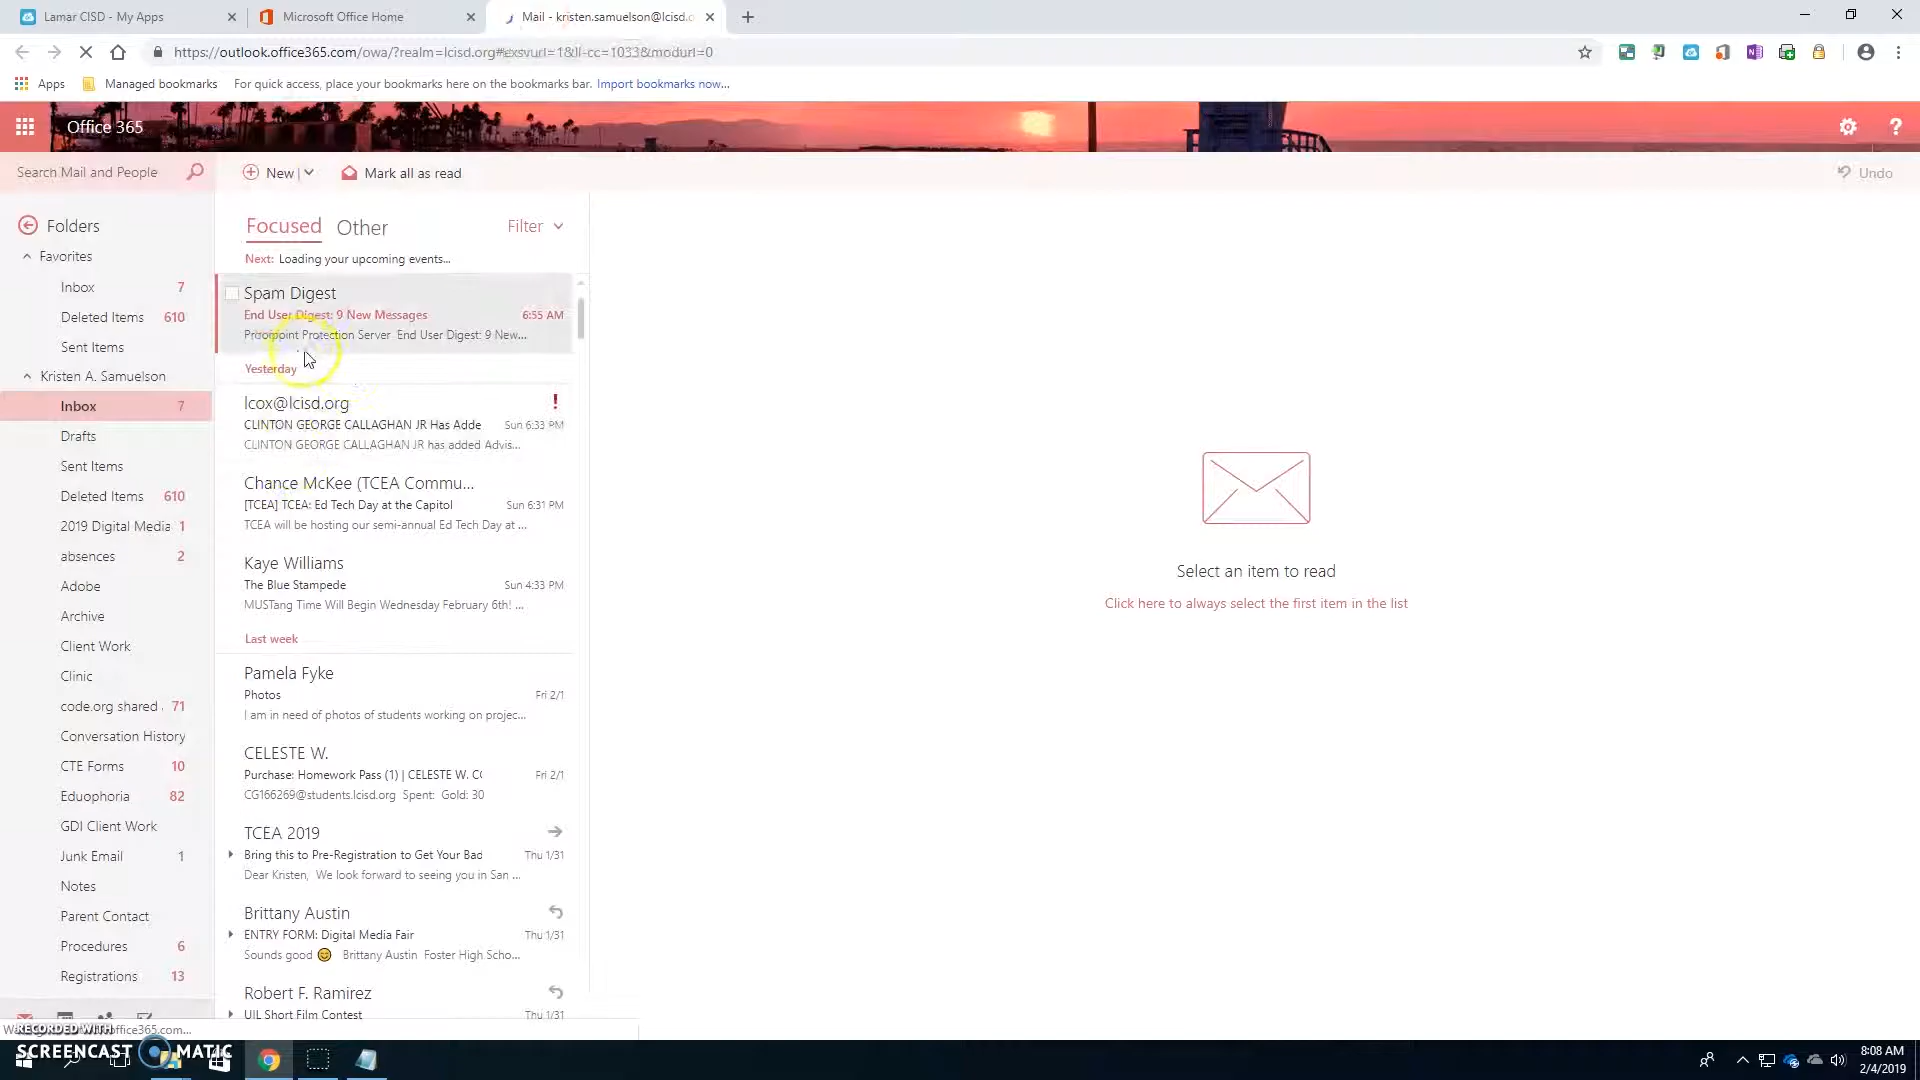 Lamar CISD - My Apps
Microsoft Office Home
Mail - kristen.samuelson@lcisd.o
https://outlook.office365.com/owa/?realm=lcisd.org#exsvurl=1&ll-cc=1033&modurl=0
Apps
Managed bookmarks
For quick access, place your bookmarks here on the bookmarks bar. Import bookmarks now...
Office 365
?
Search Mail and People
New
Mark all as read
Undo
Folders
Favorites
Inbox 7
Deleted Items 610
Sent Items
Kristen A. Samuelson
Inbox 7
Drafts
Sent Items
Deleted Items 610
2019 Digital Media 1
absences 2
Adobe
Archive
Client Work
Clinic
code.org shared 71
Conversation History
CTE Forms 10
Eduophoria 82
GDI Client Work
Junk Email 1
Notes
Parent Contact
Procedures 6
Registrations 13
Focused
Other
Filter
Next: Loading your upcoming events...
Spam Digest
End User Digest: 9 New Messages 6:55 AM
Proofpoint Protection Server End User Digest: 9 New...
Yesterday
lcox@lcisd.org !
CLINTON GEORGE CALLAGHAN JR Has Adde Sun 6:33 PM
CLINTON GEORGE CALLAGHAN JR has added Advis...
Chance McKee (TCEA Commu...
[TCEA] TCEA: Ed Tech Day at the Capitol Sun 6:31 PM
TCEA will be hosting our semi-annual Ed Tech Day at ...
Kaye Williams
The Blue Stampede Sun 4:33 PM
MUSTang Time Will Begin Wednesday February 6th! ...
Last week
Pamela Fyke
Photos Fri 2/1
I am in need of photos of students working on projec...
CELESTE W.
Purchase: Homework Pass (1) | CELESTE W. CG Fri 2/1
CG166269@students.lcisd.org Spent: Gold: 30
TCEA 2019
Bring this to Pre-Registration to Get Your Bad Thu 1/31
Dear Kristen, We look forward to seeing you in San ...
Brittany Austin
ENTRY FORM: Digital Media Fair Thu 1/31
Sounds good 😊 Brittany Austin Foster High Scho...
Robert F. Ramirez
UIL Short Film Contest Thu 1/31
Select an item to read
Click here to always select the first item in the list
RECORDED WITH
SCREENCAST MATIC
8:08 AM
2/4/2019